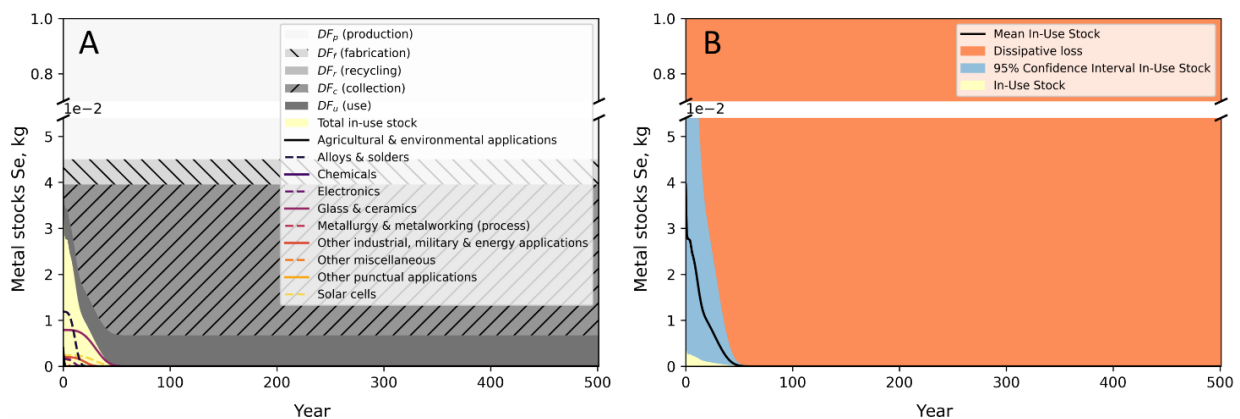 A
1.0
0.8
1e−2
5
4
3
2
1
0
Metal stocks Se, kg
0
100
200
300
400
500
Year
DF_p (production)
DF_f (fabrication)
DF_r (recycling)
DF_c (collection)
DF_u (use)
Total in-use stock
Agricultural & environmental applications
Alloys & solders
Chemicals
Electronics
Glass & ceramics
Metallurgy & metalworking (process)
Other industrial, military & energy applications
Other miscellaneous
Other punctual applications
Solar cells
B
1.0
0.8
1e−2
5
4
3
2
1
0
Metal stocks Se, kg
0
100
200
300
400
500
Year
Mean In-Use Stock
Dissipative loss
95% Confidence Interval In-Use Stock
In-Use Stock